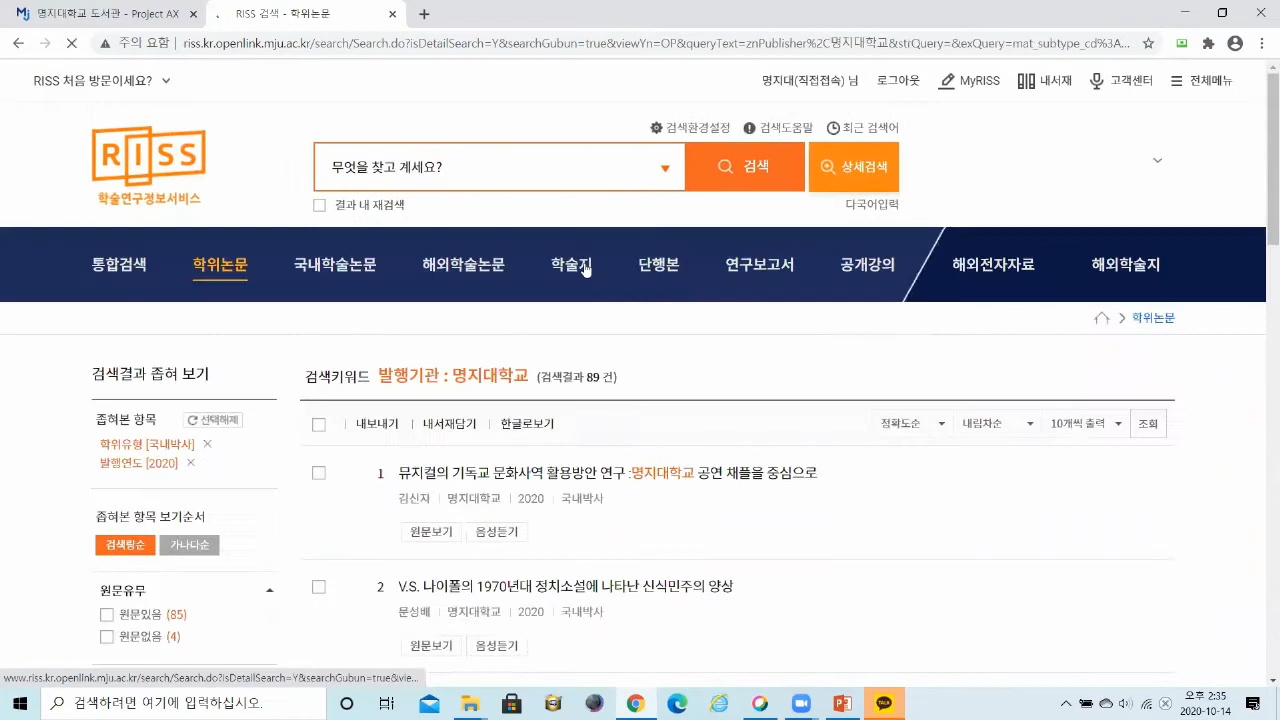 명지대학교 도서관 - Project AX
RISS 검색 - 학위논문
주의 요함 | riss.kr.openlink.mju.ac.kr/search/Search.do?isDetailSearch=Y&searchGubun=true&viewYn=OP&queryText=znPublisher%2C명지대학교&strQuery=&exQuery=mat_subtype_cd%3A...
RISS 처음 방문이세요?
명지대(직접접속) 님 로그아웃 MyRISS 내서재 고객센터 전체메뉴
RISS
학술연구정보서비스
검색환경설정 검색도움말 최근 검색어
무엇을 찾고 계세요? 검색 상세검색
결과 내 재검색 다국어입력
통합검색 학위논문 국내학술논문 해외학술논문 학술지 단행본 연구보고서 공개강의 해외전자자료 해외학술지
학위논문
검색결과 좁혀 보기
좁혀본 항목 선택해제
학위유형 [국내박사]
발행연도 [2020]
좁혀본 항목 보기순서
검색량순 가나다순
원문유무
원문있음 (85)
원문없음 (4)
검색키워드 발행기관 : 명지대학교 (검색결과 89 건)
내보내기 | 내서재담기 | 한글로보기 정확도순 내림차순 10개씩 출력 조회
1 뮤지컬의 기독교 문화사역 활용방안 연구 :명지대학교 공연 채플을 중심으로
김신자 | 명지대학교 | 2020 | 국내박사
원문보기 음성듣기
2 V.S. 나이폴의 1970년대 정치소설에 나타난 신식민주의 양상
문성배 | 명지대학교 | 2020 | 국내박사
원문보기 음성듣기
www.riss.kr.openlink.mju.ac.kr/search/Search.do?isDetailSearch=Y&searchGubun=true&vie...
검색하려면 여기에 입력하십시오.
TALK
오후 2:35
2020-10-14